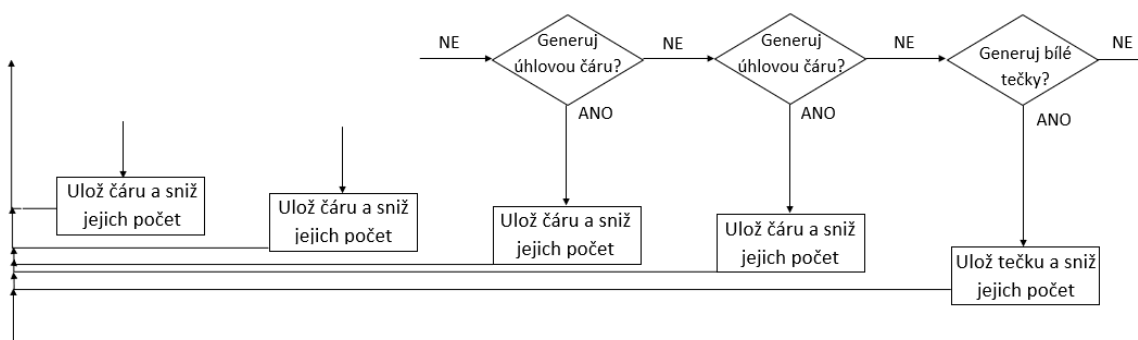 NE
Generuj
úhlovou čáru?
NE
Generuj
úhlovou čáru?
NE
Generuj bílé
tečky?
NE
ANO
ANO
ANO
Ulož čáru a sniž
jejich počet
Ulož čáru a sniž
jejich počet
Ulož čáru a sniž
jejich počet
Ulož čáru a sniž
jejich počet
Ulož tečku a sniž
jejich počet